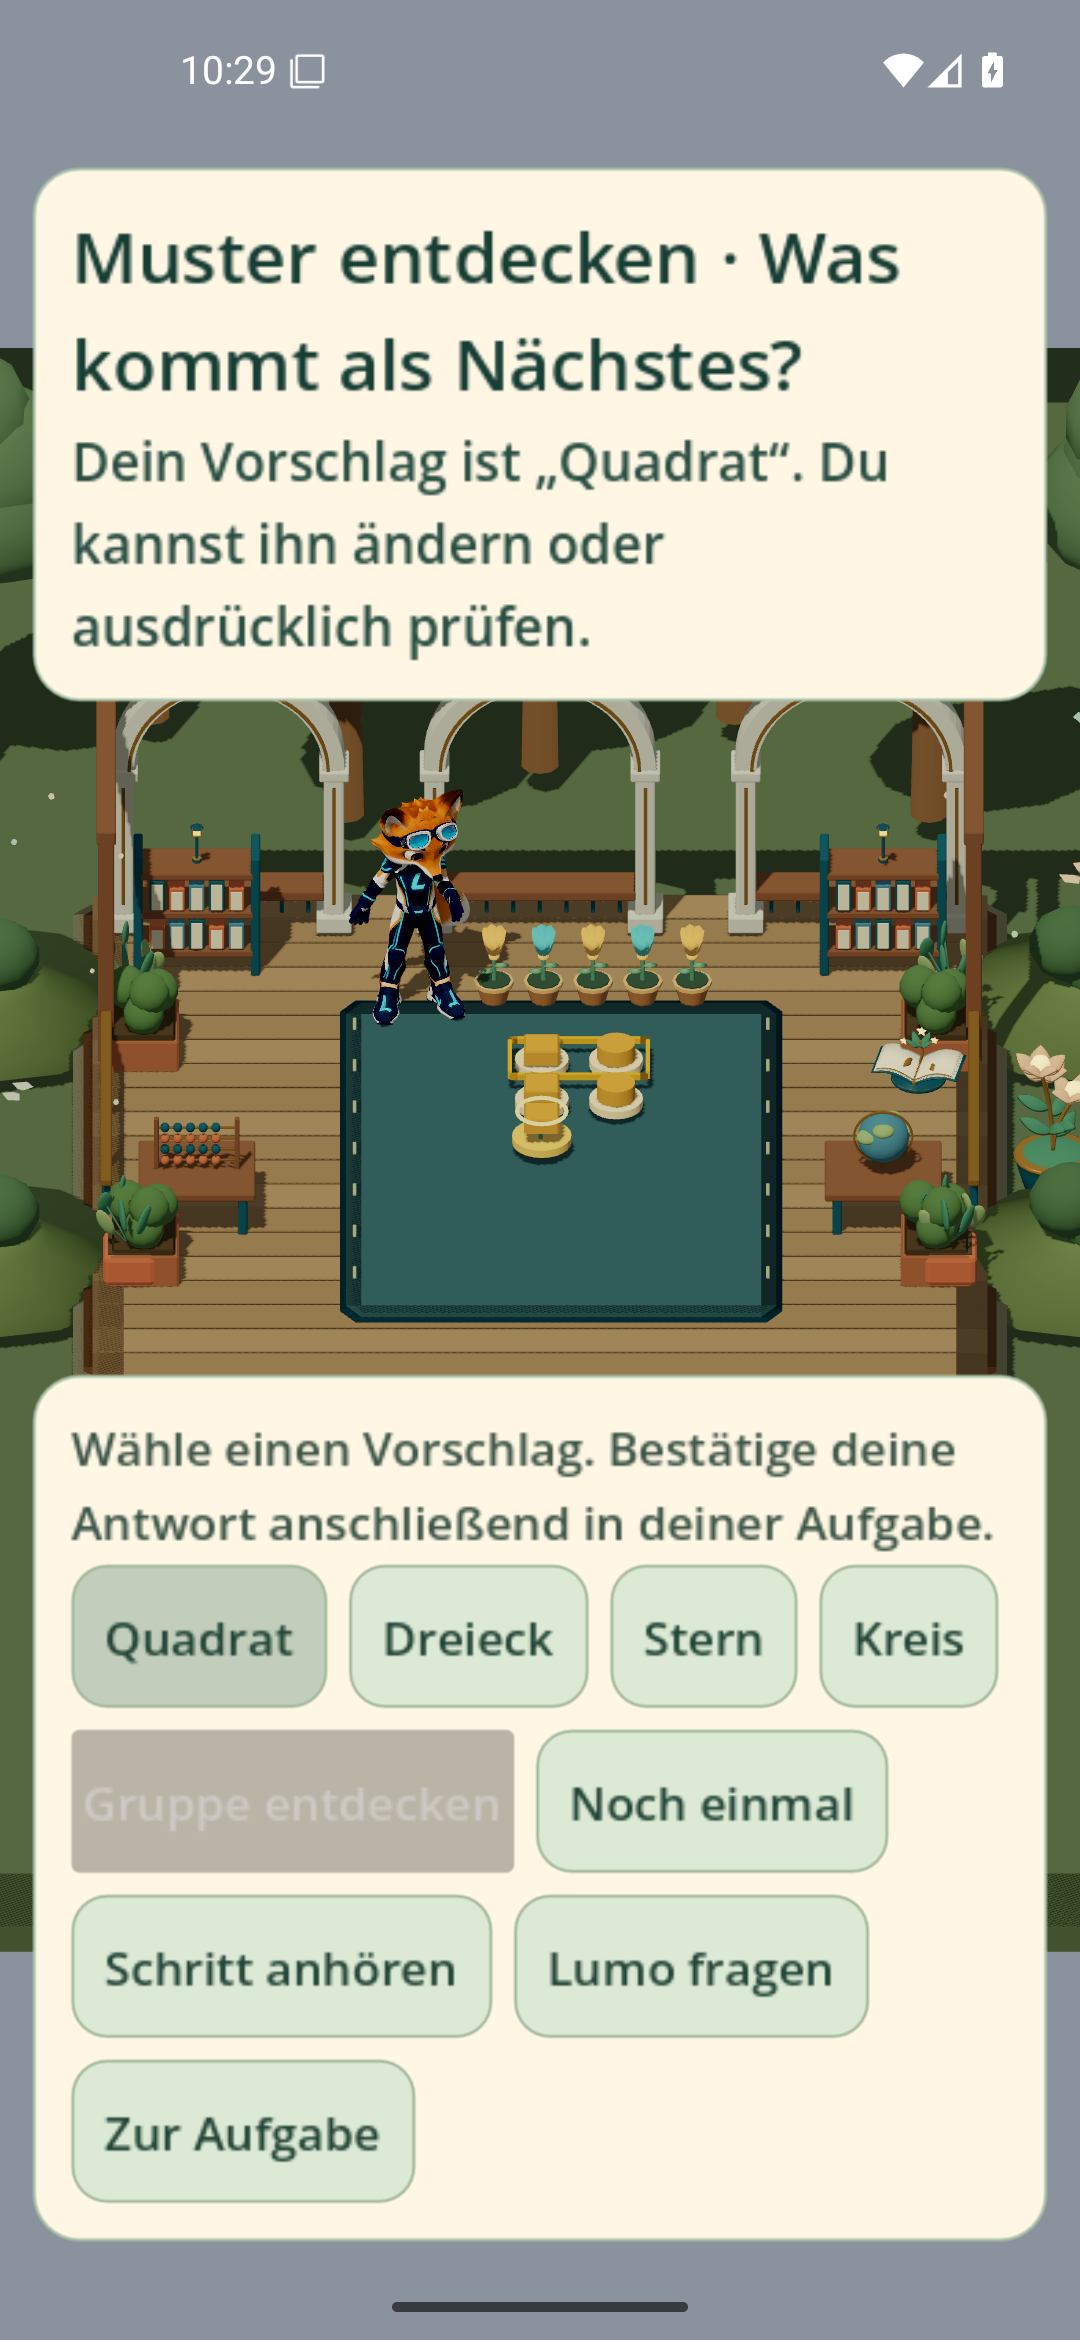 10:29
Muster entdecken · Was
kommt als Nächstes?
Dein Vorschlag ist „Quadrat“. Du
kannst ihn ändern oder
ausdrücklich prüfen.
Wähle einen Vorschlag. Bestätige deine
Antwort anschließend in deiner Aufgabe.
Quadrat Dreieck Stern Kreis
Gruppe entdecken Noch einmal
Schritt anhören Lumo fragen
Zur Aufgabe